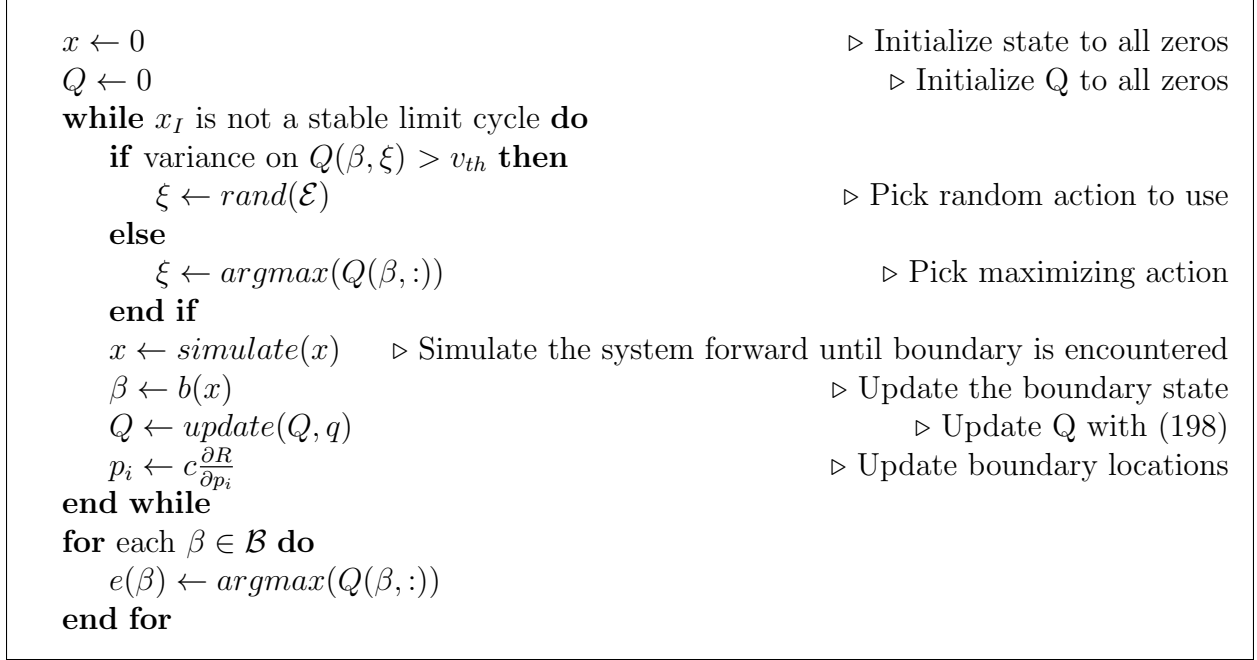 x ← 0 ▷ Initialize state to all zeros
Q ← 0 ▷ Initialize Q to all zeros
while x_I is not a stable limit cycle do
if variance on Q(β, ξ) > v_{th} then
ξ ← rand(ℰ) ▷ Pick random action to use
else
ξ ← argmax(Q(β, :)) ▷ Pick maximizing action
end if
x ← simulate(x) ▷ Simulate the system forward until boundary is encountered
β ← b(x) ▷ Update the boundary state
Q ← update(Q, q) ▷ Update Q with (198)
p_i ← c ∂R/∂p_i ▷ Update boundary locations
end while
for each β ∈ ℬ do
e(β) ← argmax(Q(β, :))
end for